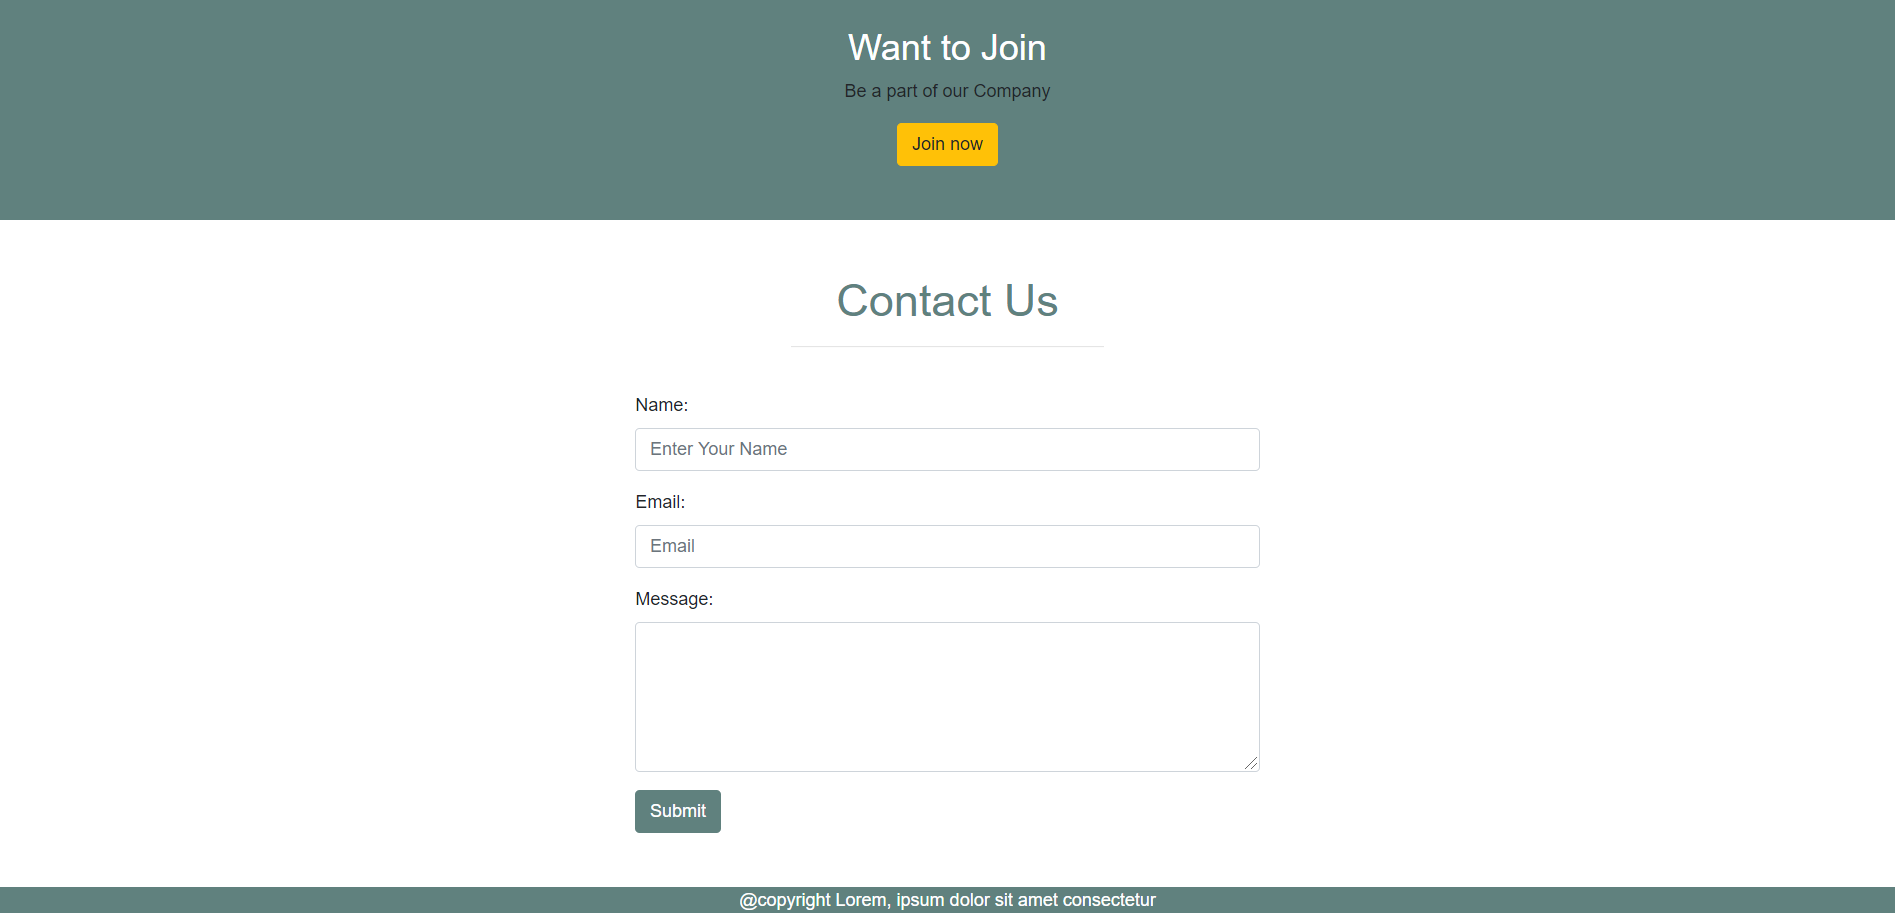 Want to Join
Be a part of our Company
Join now
Contact Us
Name:
Enter Your Name
Email:
Email
Message:
Submit
@copyright Lorem, ipsum dolor sit amet consectetur